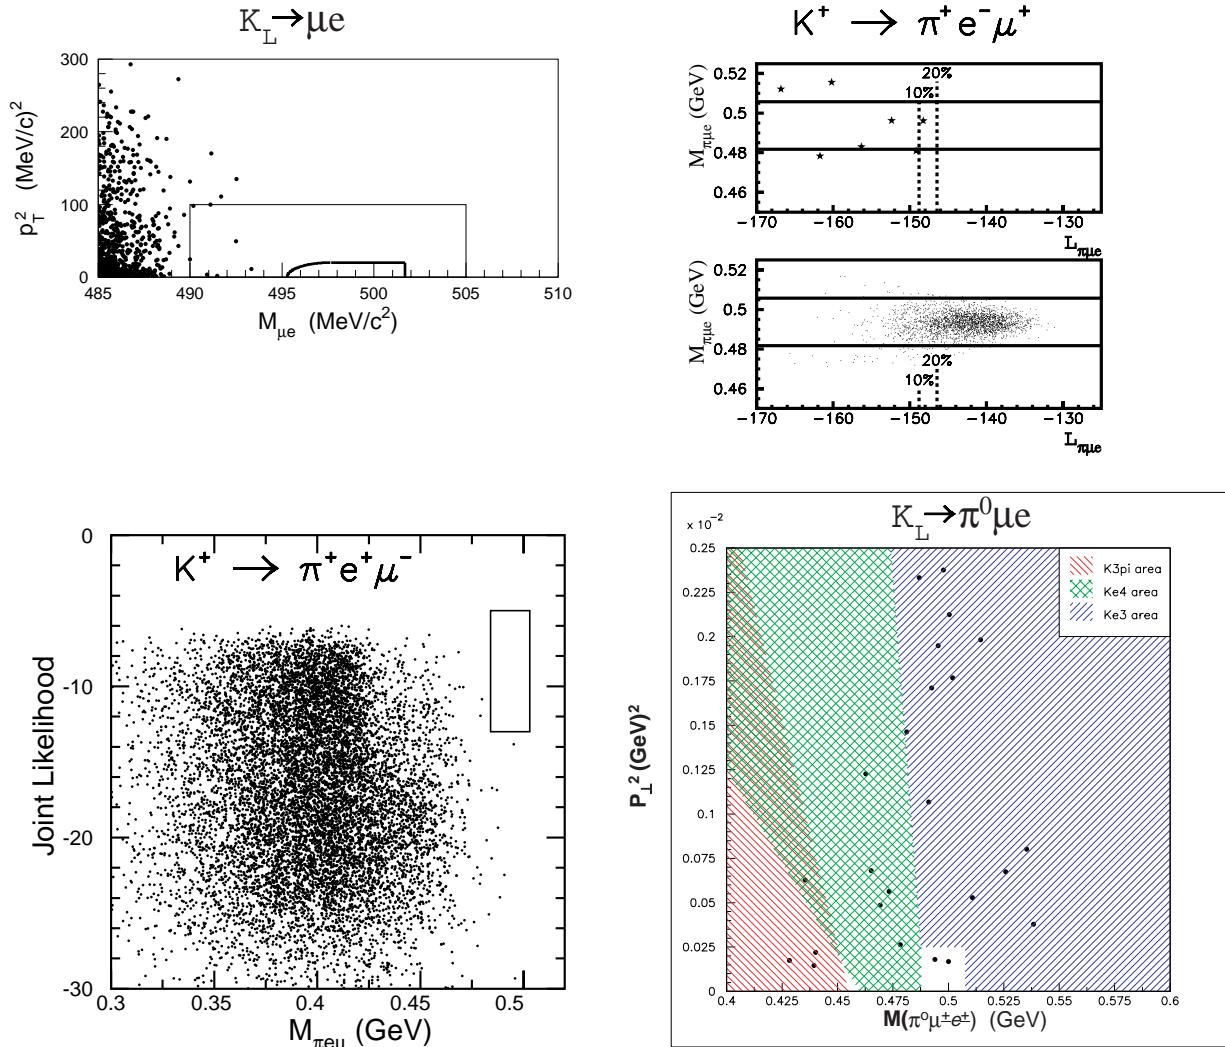 K_L → μe
300
200
100
0
p_T^2 (MeV/c)^2
485 490 495 500 505 510
M_μe (MeV/c^2)
K^+ → π^+ e^- μ^+
0.52
0.5
0.48
0.46
M_πμe (GeV)
20%
10%
-170 -160 -150 -140 -130
L_πμe
0.52
0.5
0.48
0.46
M_πμe (GeV)
20%
10%
-170 -160 -150 -140 -130
L_πμe
K^+ → π^+ e^+ μ^-
0
-10
-20
-30
Joint Likelihood
0.3 0.35 0.4 0.45 0.5
M_πeμ (GeV)
K_L → π^0 μe
x 10^-2
0.25
0.225
0.2
0.175
0.15
0.125
0.1
0.075
0.05
0.025
0
P_⊥^2 (GeV)^2
K3pi area
Ke4 area
Ke3 area
0.4 0.425 0.45 0.475 0.5 0.525 0.55 0.575 0.6
M(π^0 μ^± e^±) (GeV)